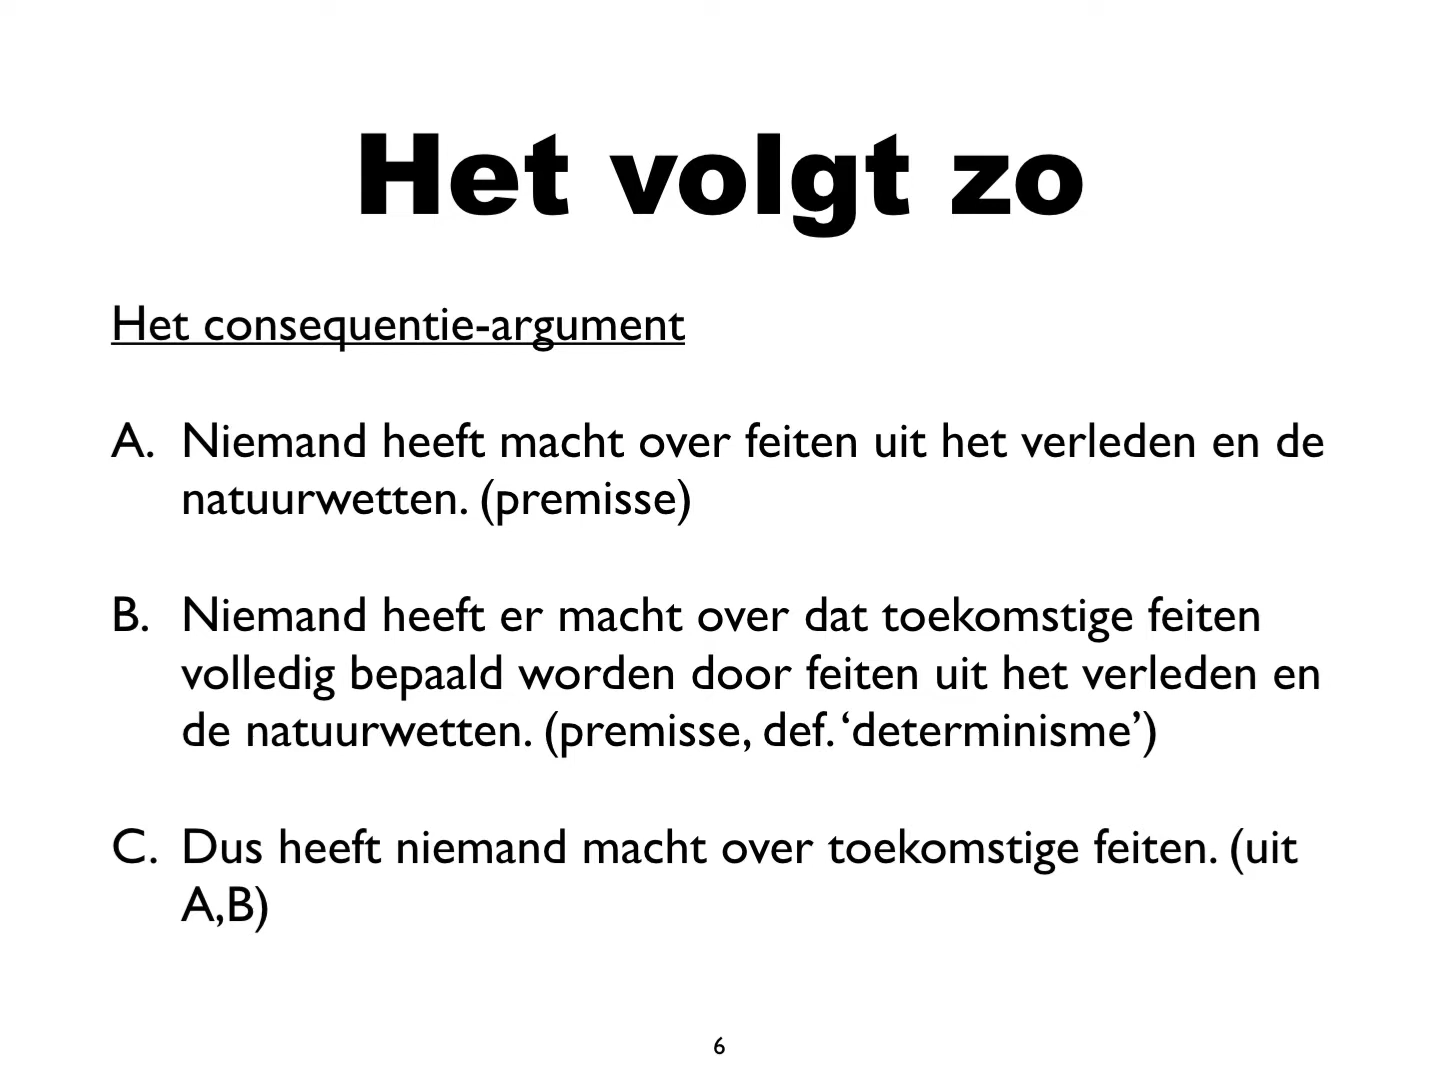 Het volgt zo
Het consequentie-argument
A. Niemand heeft macht over feiten uit het verleden en de
natuurwetten. (premisse)
B. Niemand heeft er macht over dat toekomstige feiten
volledig bepaald worden door feiten uit het verleden en
de natuurwetten. (premisse, def. ‘determinisme’)
C. Dus heeft niemand macht over toekomstige feiten. (uit
A,B)
6